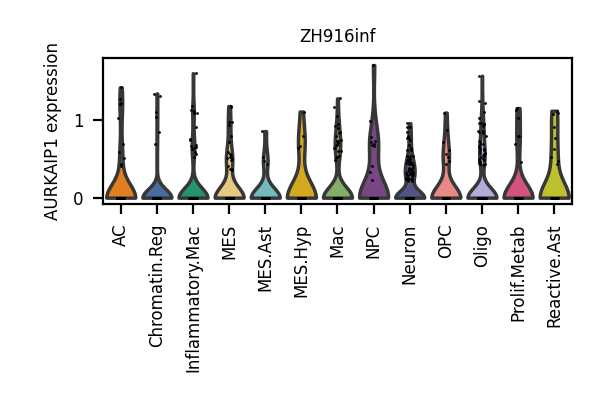 ZH916inf
AURKAIP1 expression
1
0
AC
Chromatin.Reg
Inflammatory.Mac
MES
MES.Ast
MES.Hyp
Mac
NPC
Neuron
OPC
Oligo
Prolif.Metab
Reactive.Ast